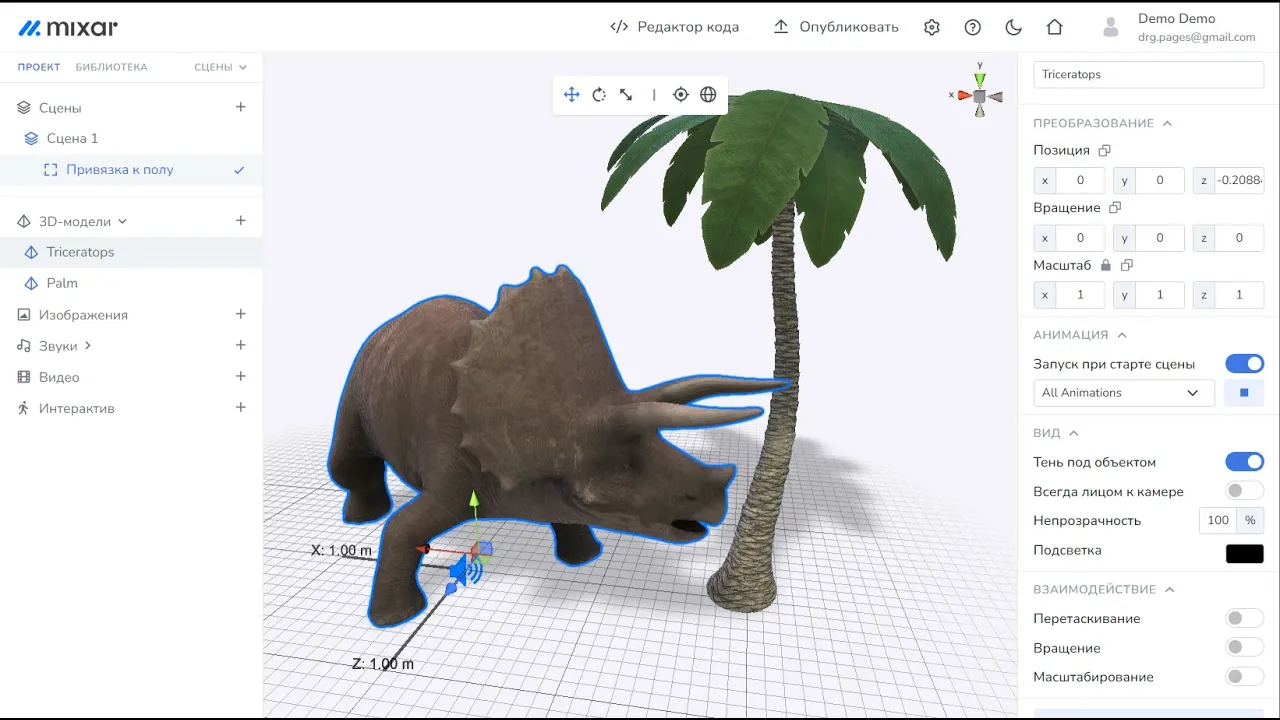 mixar
</> Редактор кода
Опубликовать
Demo Demo
drg.pages@gmail.com
ПРОЕКТ БИБЛИОТЕКА СЦЕНЫ
Сцены
Сцена 1
Привязка к полу
3D-модели
Triceratops
Palm
Изображения
Звуки
Видео
Интерактив
y
x
X: 1.00 m
Z: 1.00 m
Triceratops
ПРЕОБРАЗОВАНИЕ
Позиция
x 0 y 0 z -0.2088
Вращение
x 0 y 0 z 0
Масштаб
x 1 y 1 z 1
АНИМАЦИЯ
Запуск при старте сцены
All Animations
ВИД
Тень под объектом
Всегда лицом к камере
Непрозрачность 100 %
Подсветка
ВЗАИМОДЕЙСТВИЕ
Перетаскивание
Вращение
Масштабирование